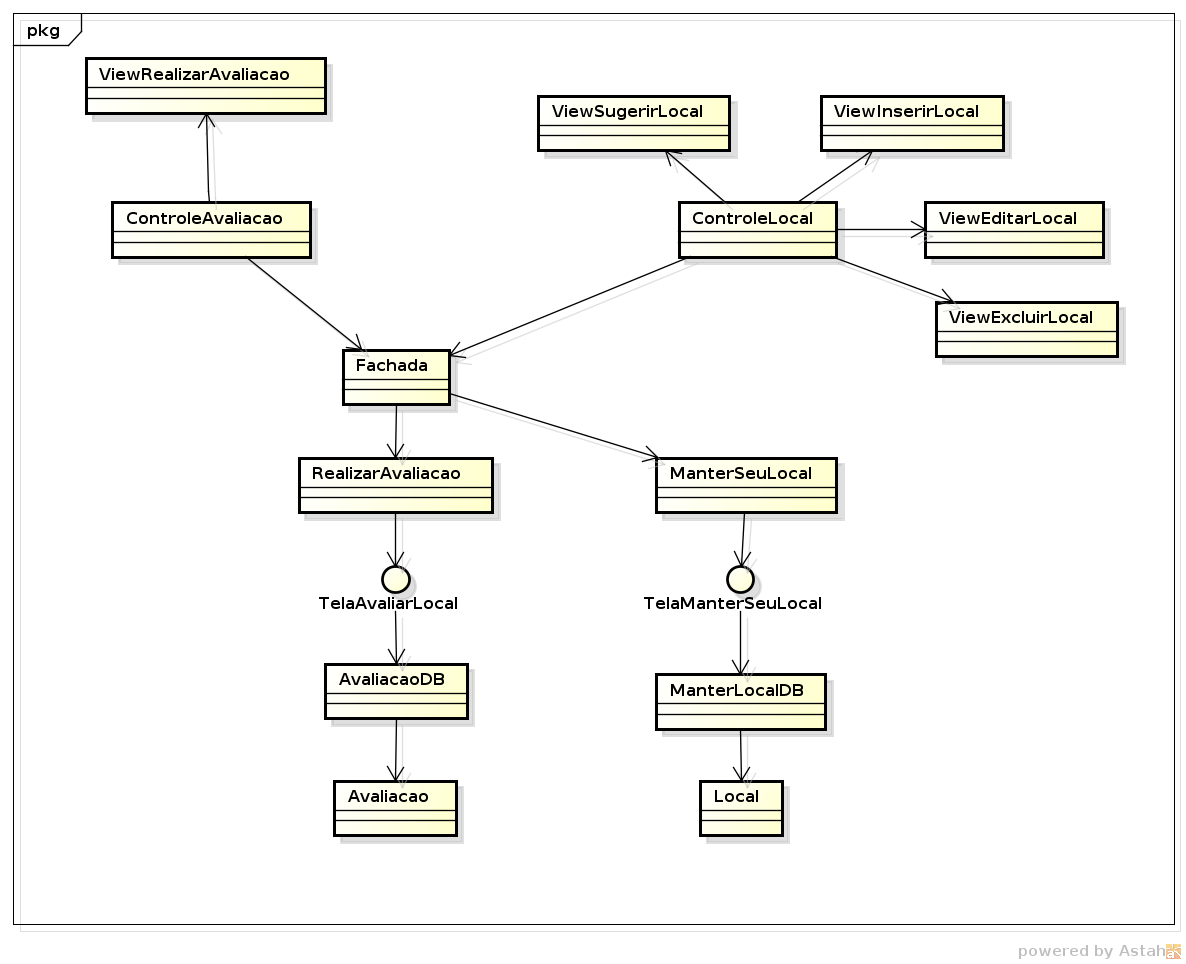 pkg
ViewRealizarAvaliacao
ViewSugerirLocal
ViewInserirLocal
ControleAvaliacao
ControleLocal
ViewEditarLocal
ViewExcluirLocal
Fachada
RealizarAvaliacao
ManterSeuLocal
TelaAvaliarLocal
TelaManterSeuLocal
AvaliacaoDB
ManterLocalDB
Avaliacao
Local
powered by Astah